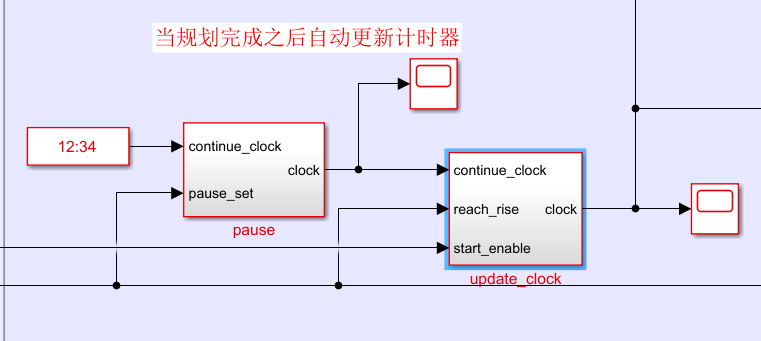 当规划完成之后自动更新计时器
12:34
continue_clock
clock
pause_set
pause
continue_clock
reach_rise
clock
start_enable
update_clock